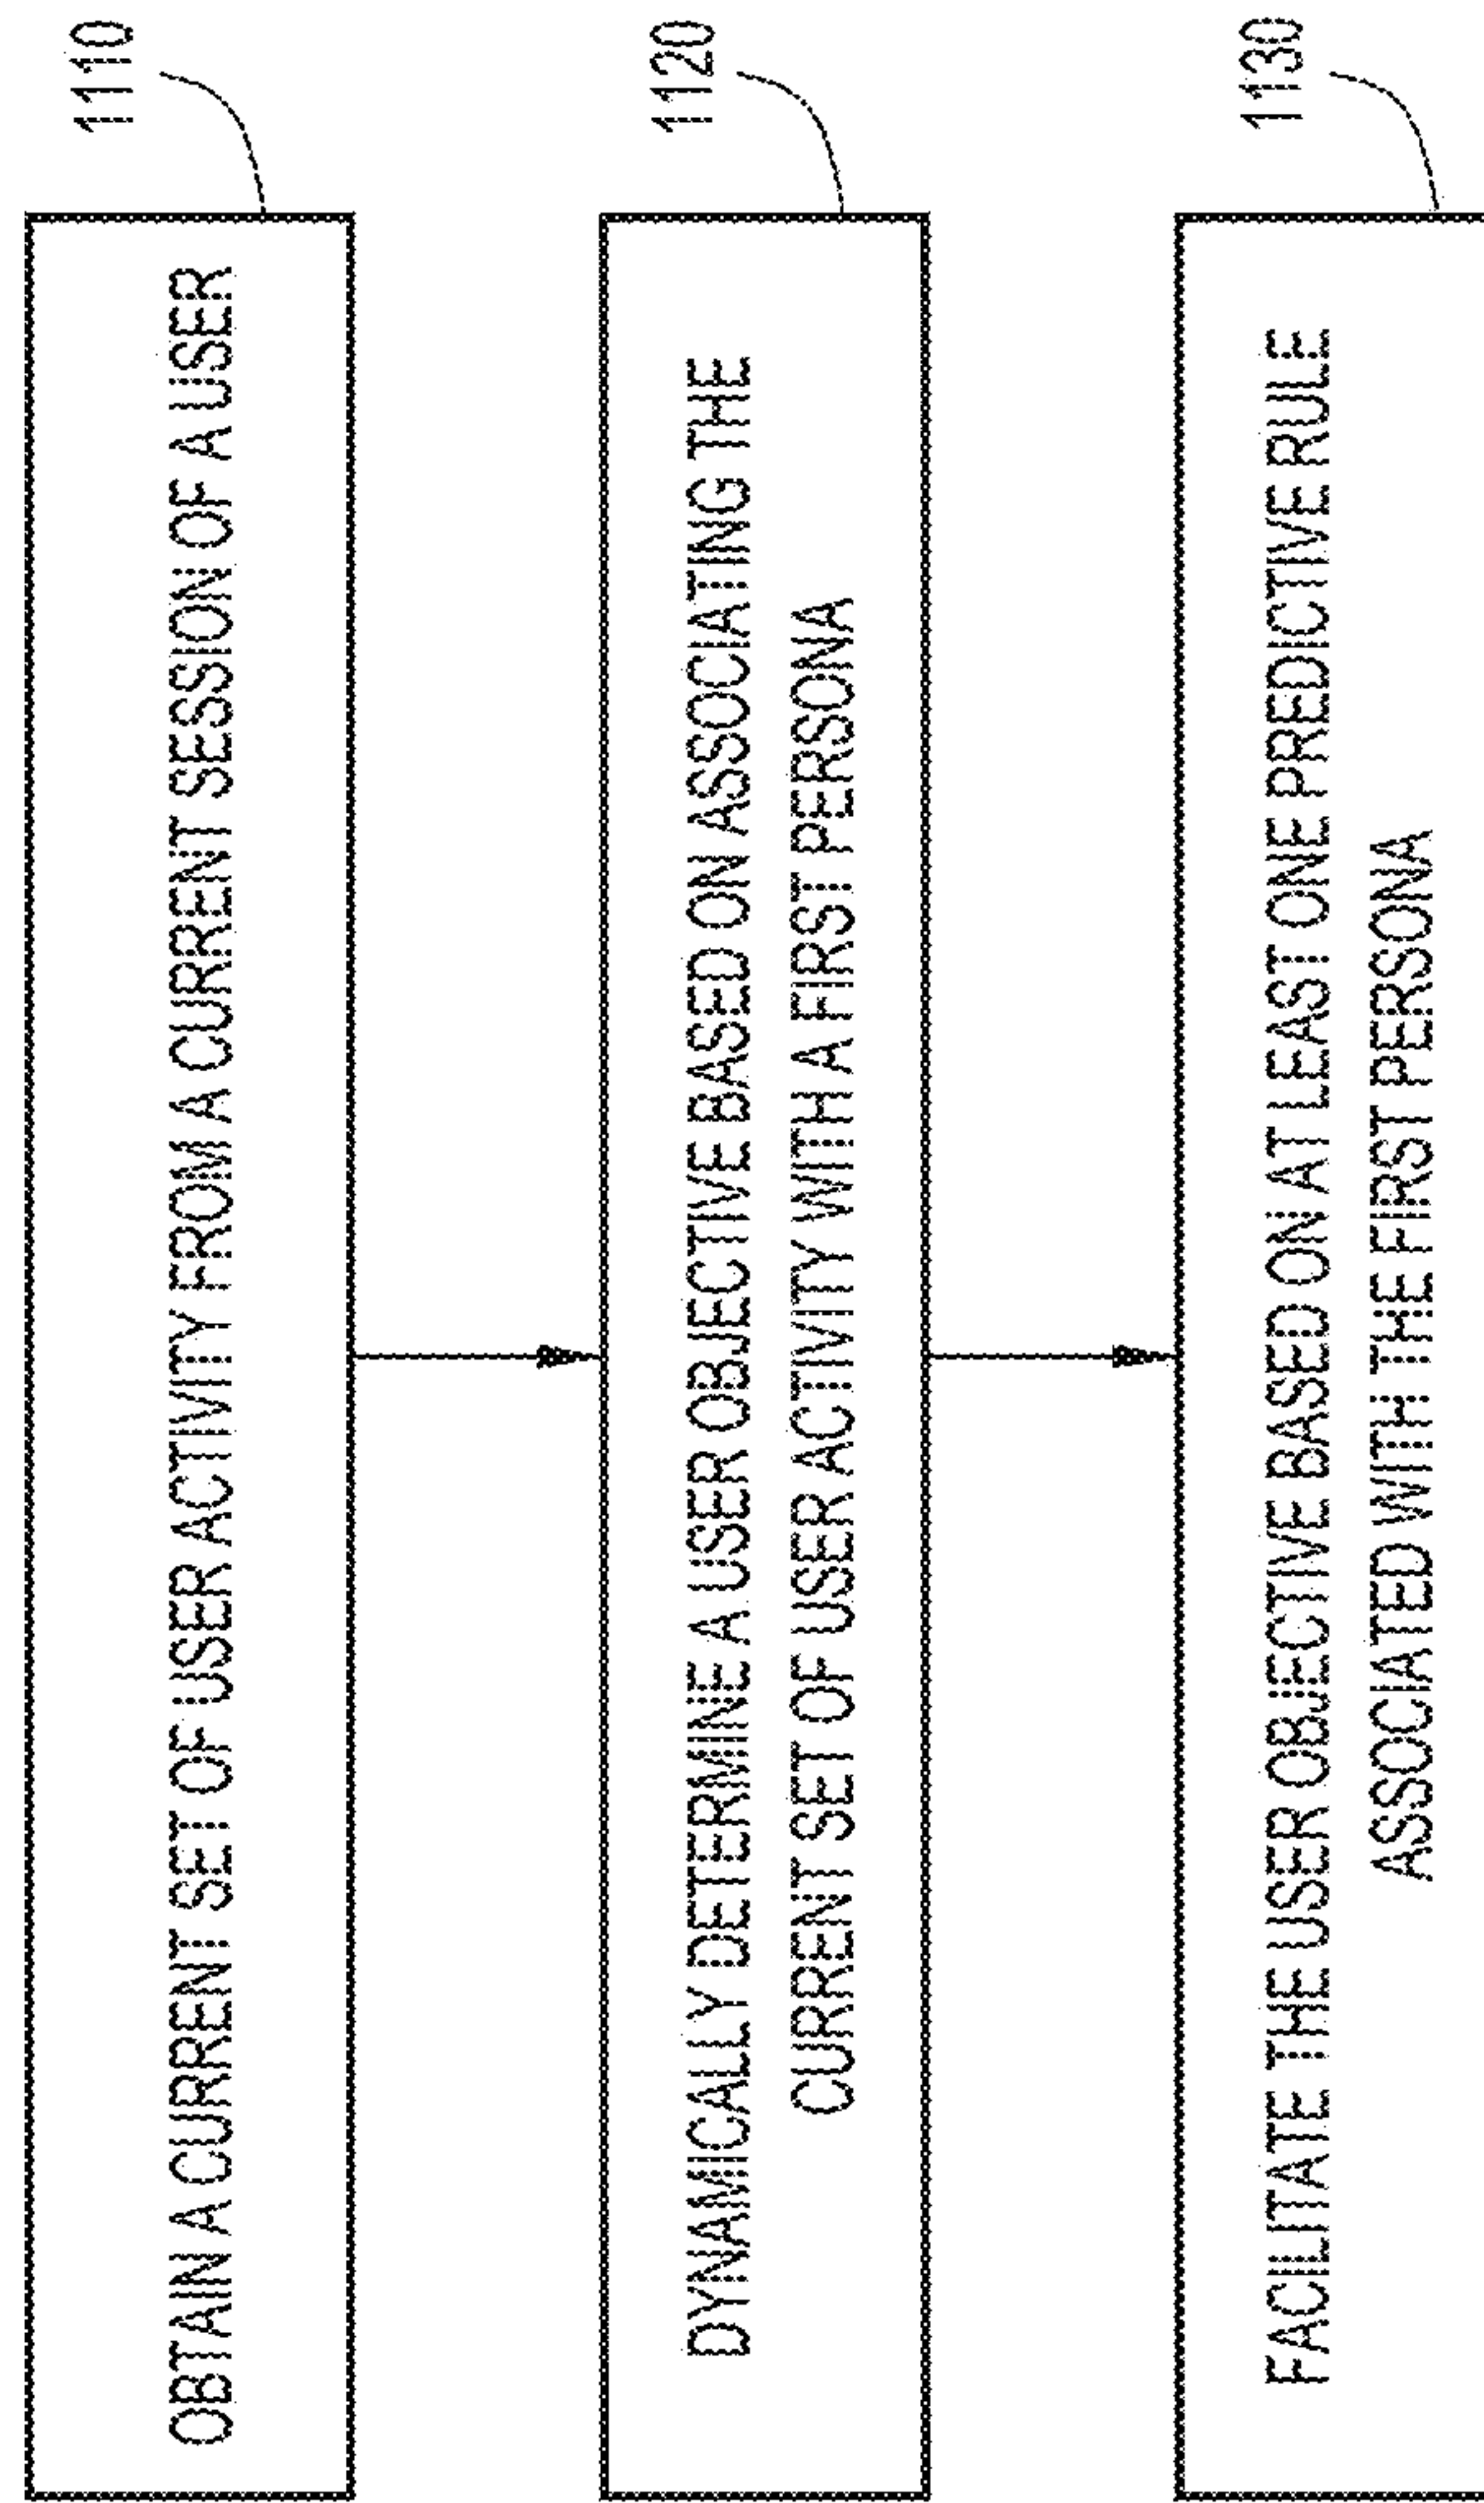 1110
OBTAIN A CURRENT SET OF USER ACTIVITY FROM A CURRENT SESSION OF A USER
1120
DYNAMICALLY DETERMINE A USER OBJECTIVE BASED ON ASSOCIATING THE
CURRENT SET OF USER ACTIVITY WITH A FIRST PERSONA
1130
FACILITATE THE USER OBJECTIVE BASED ON AT LEAST ONE PREDICTIVE RULE
ASSOCIATED WITH THE FIRST PERSONA